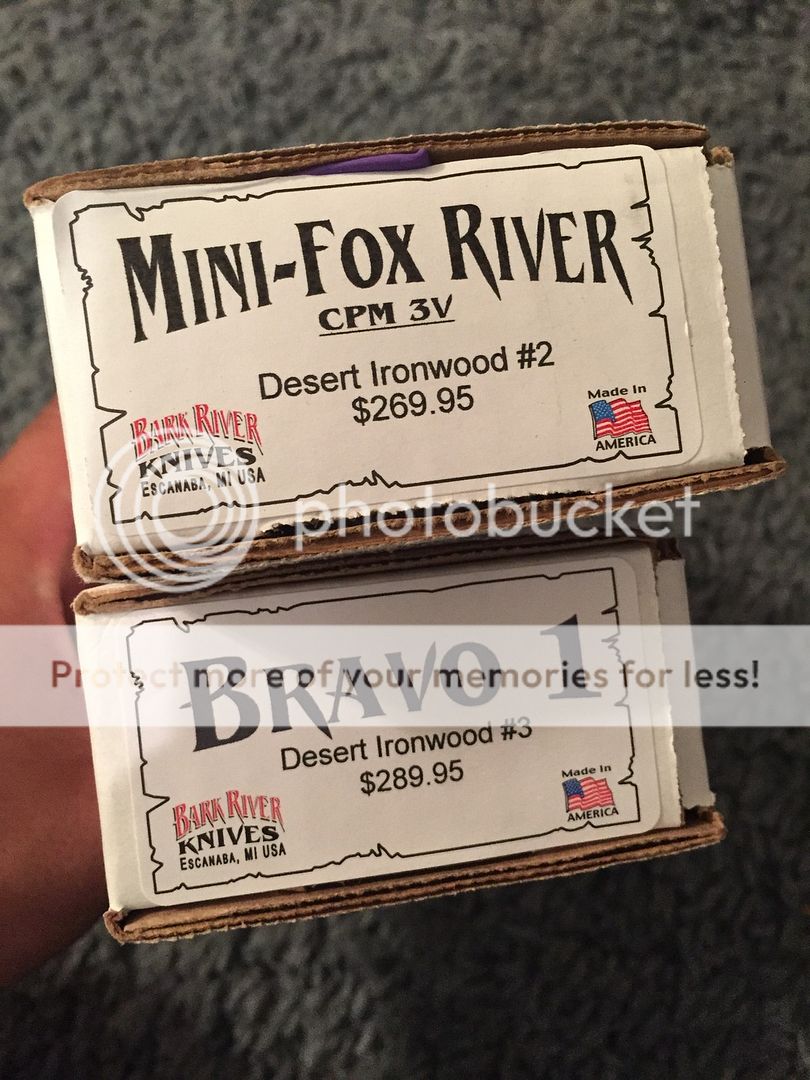 MINI-FOX RIVER
CPM 3V
Desert Ironwood #2
$269.95
BARK RIVER
KNIVES
ESCANABA, MI USA
Made In
AMERICA
photobucket
Protect more of your memories for less!
BRAVO 1
Desert Ironwood #3
$289.95
BARK RIVER
KNIVES
ESCANABA, MI USA
Made In
AMERICA